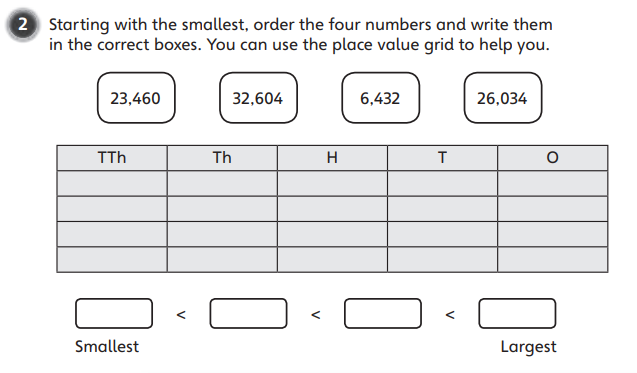 2 Starting with the smallest, order the four numbers and write them
in the correct boxes. You can use the place value grid to help you.
23,460 32,604 6,432 26,034
TTh Th H T O
< < <
Smallest Largest